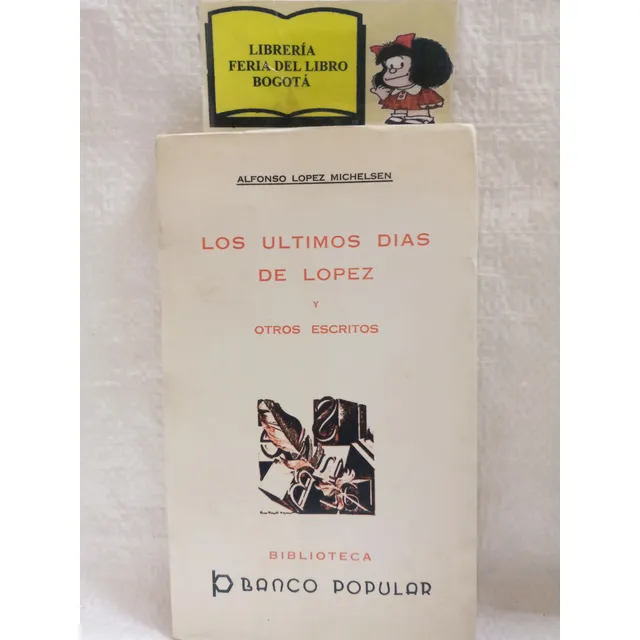 LIBRERÍA
FERIA DEL LIBRO
BOGOTÁ
ALFONSO LOPEZ MICHELSEN
LOS ULTIMOS DIAS
DE LOPEZ
Y
OTROS ESCRITOS
BIBLIOTECA
BANCO POPULAR